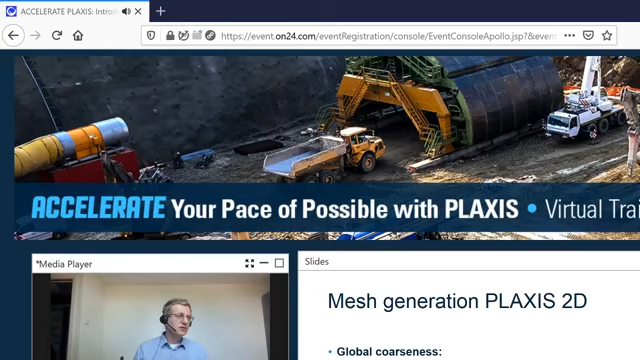 ACCELERATE PLAXIS: Introd
https://event.on24.com/eventRegistration/console/EventConsoleApollo.jsp?&event
ACCELERATE Your Pace of Possible with PLAXIS • Virtual Trai
*Media Player
Slides
Mesh generation PLAXIS 2D
• Global coarseness: